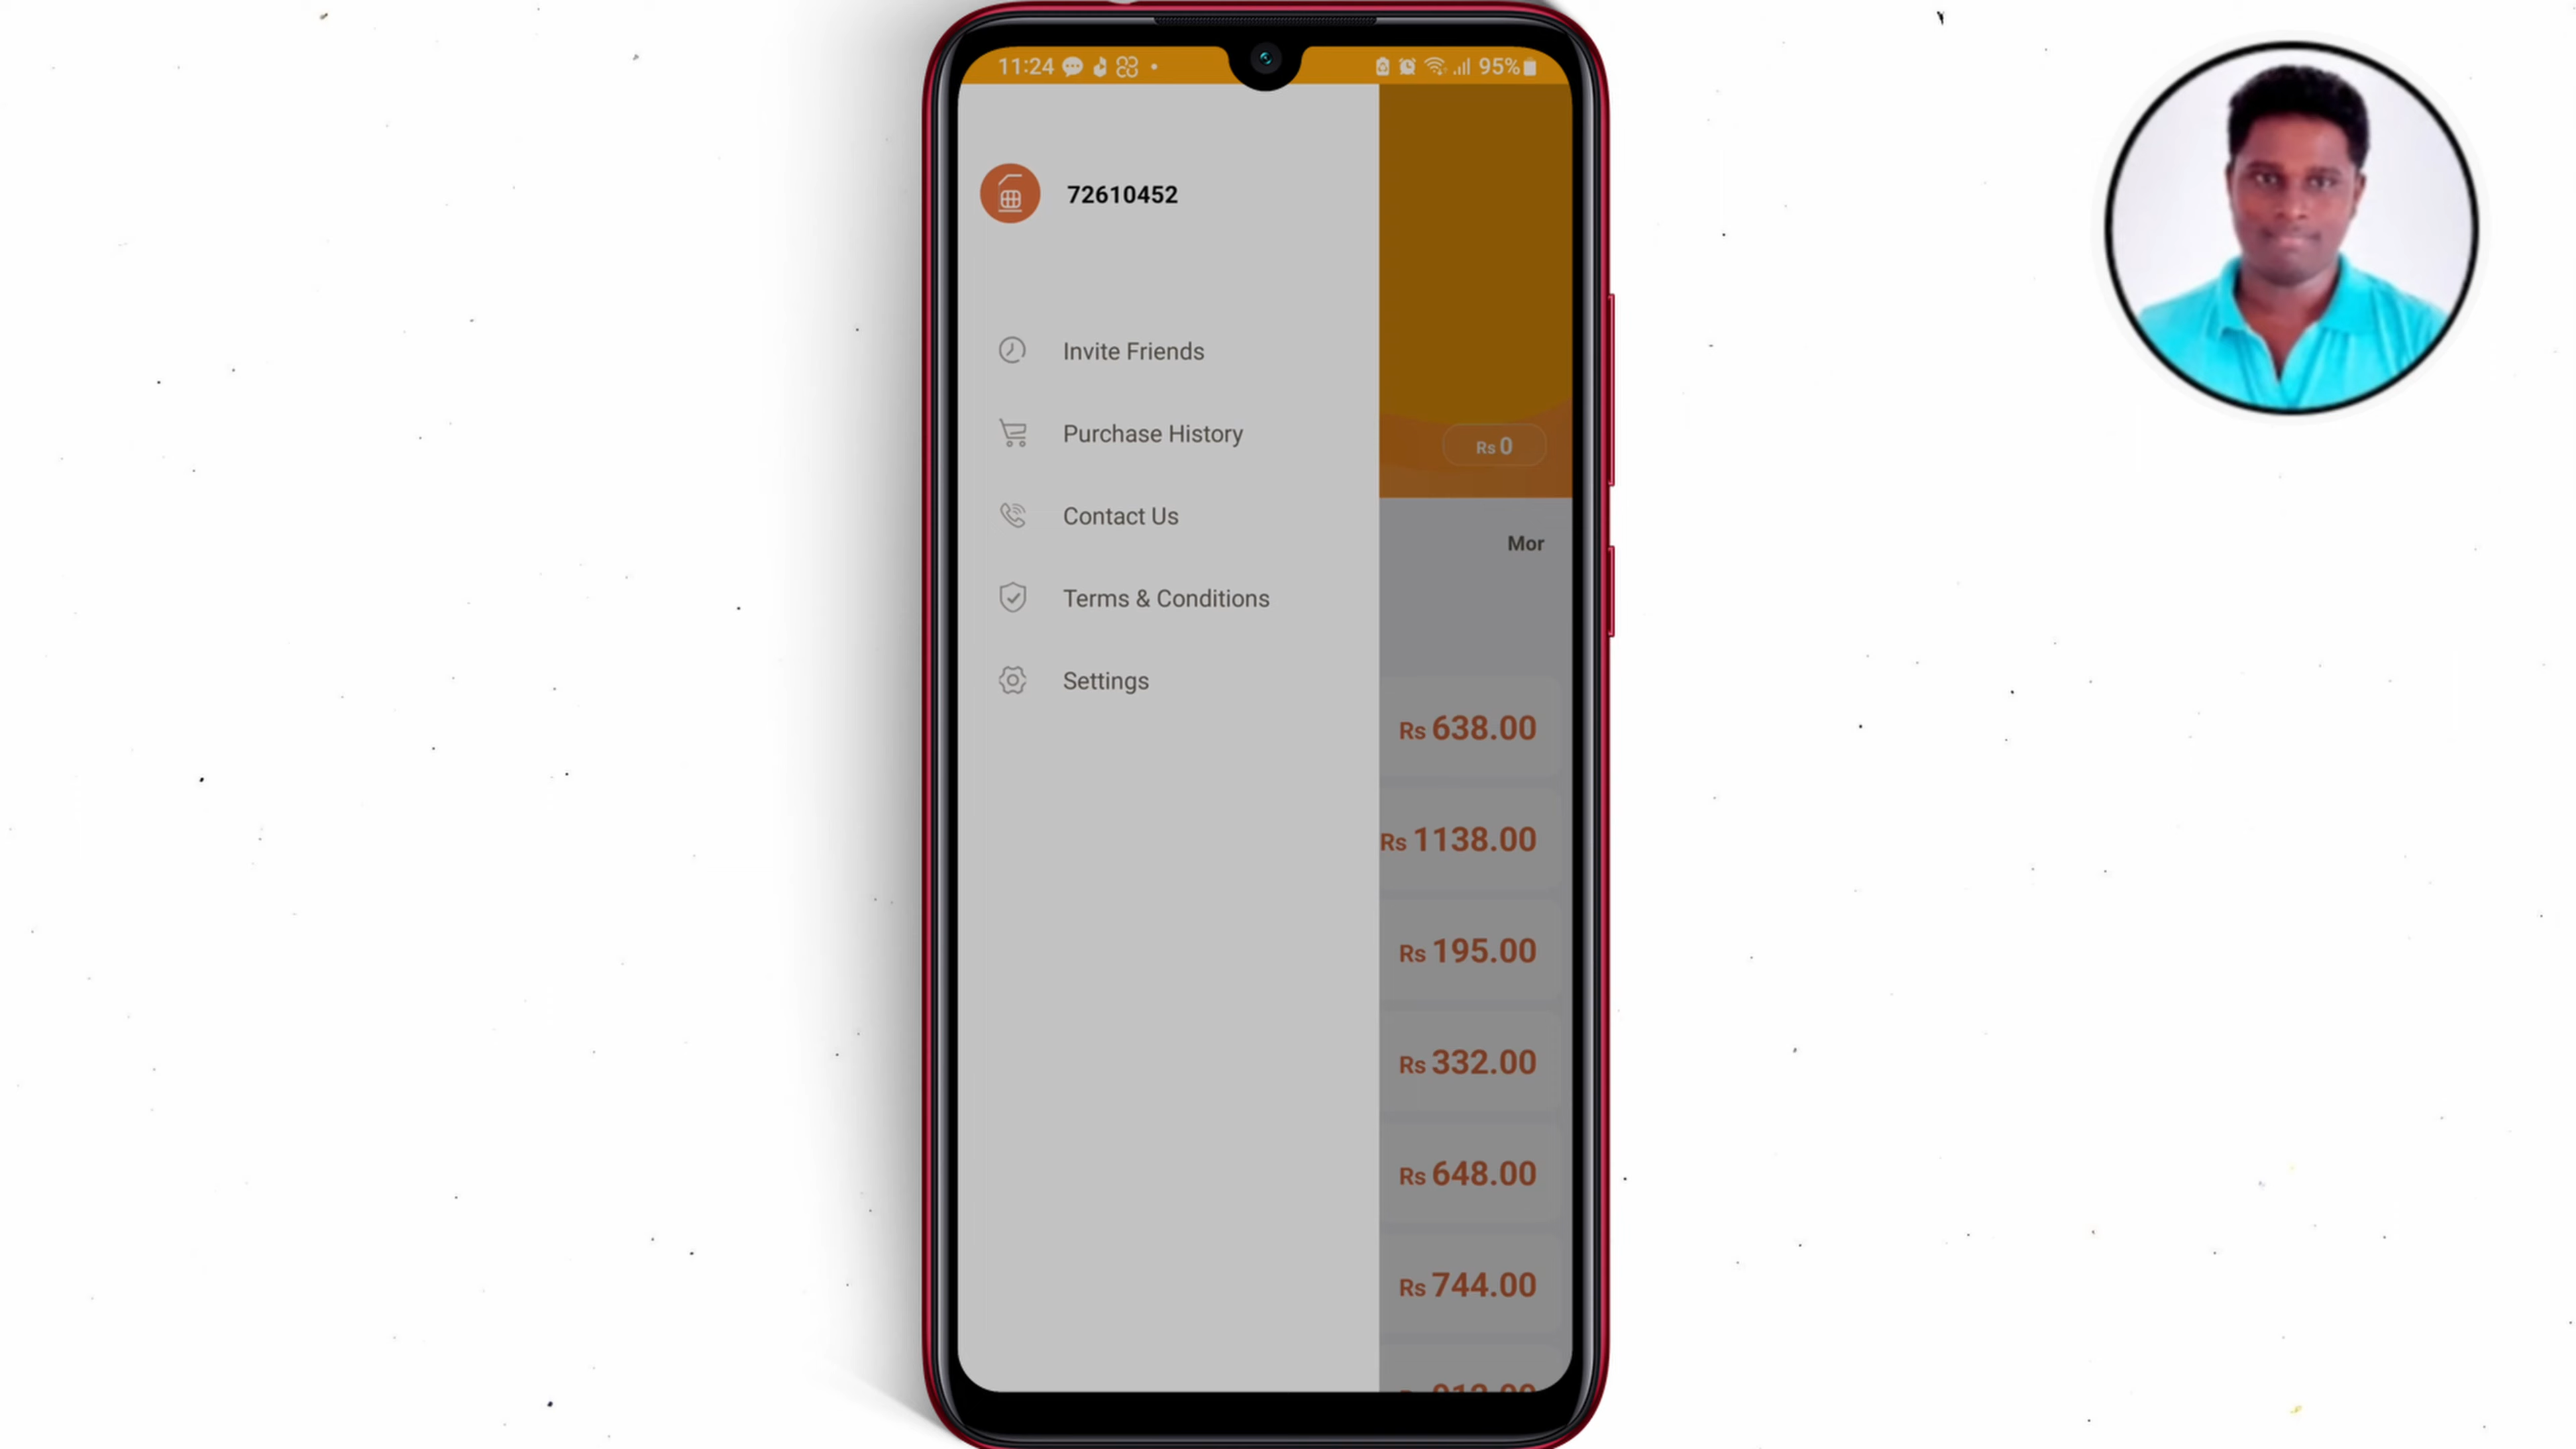 11:24
95%
72610452
Invite Friends
Purchase History
Contact Us
Terms & Conditions
Settings
Rs 0
Mor
Rs 638.00
Rs 1138.00
Rs 195.00
Rs 332.00
Rs 648.00
Rs 744.00